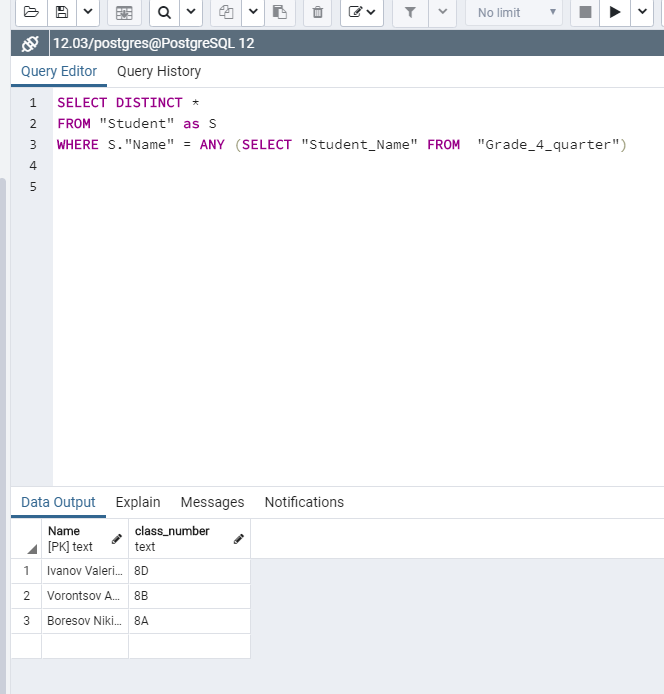 No limit
12.03/postgres@PostgreSQL 12
Query Editor Query History
1 SELECT DISTINCT *
2 FROM "Student" as S
3 WHERE S."Name" = ANY (SELECT "Student_Name" FROM  "Grade_4_quarter")
4
5
Data Output Explain Messages Notifications
Name class_number
[PK] text text
1 Ivanov Valeri... 8D
2 Vorontsov A... 8B
3 Boresov Niki... 8A